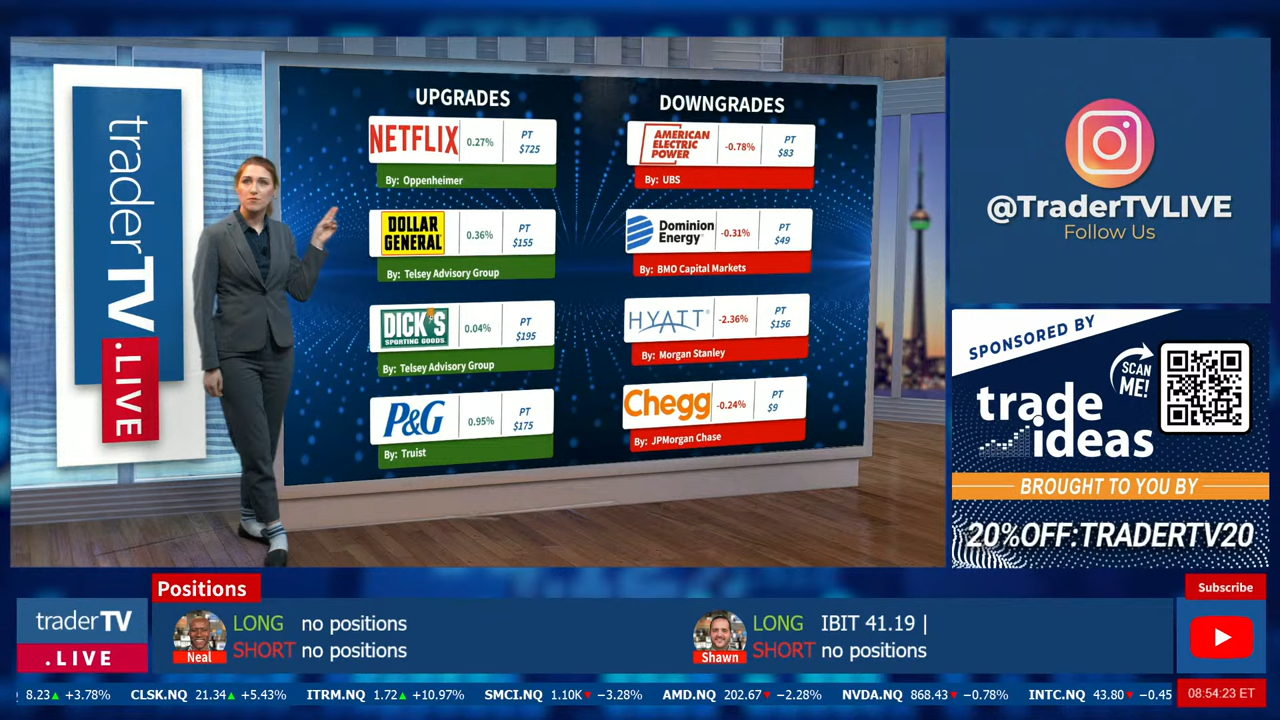 traderTV.LIVE
UPGRADES
NETFLIX 0.27% PT $725
By: Oppenheimer
DOLLAR GENERAL 0.36% PT $155
By: Telsey Advisory Group
DICK'S SPORTING GOODS 0.04% PT $195
By: Telsey Advisory Group
P&G 0.95% PT $175
By: Truist
DOWNGRADES
AMERICAN ELECTRIC POWER -0.78% PT $83
By: UBS
Dominion Energy® -0.31% PT $49
By: BMO Capital Markets
HYATT® -2.36% PT $156
By: Morgan Stanley
Chegg -0.24% PT $9
By: JPMorgan Chase
@TraderTVLIVE
Follow Us
SPONSORED BY
trade ideas
SCAN ME!
BROUGHT TO YOU BY
20%OFF:TRADERTV20
Positions
traderTV
.LIVE
Neal
LONG no positions
SHORT no positions
Shawn
LONG IBIT 41.19 |
SHORT no positions
Subscribe
8.23▲ +3.78% CLSK.NQ 21.34▲ +5.43% ITRM.NQ 1.72▲ +10.97% SMCI.NQ 1.10K▼ −3.28% AMD.NQ 202.67▼ −2.28% NVDA.NQ 868.43▼ −0.78% INTC.NQ 43.80▼ −0.45
08:54:23 ET